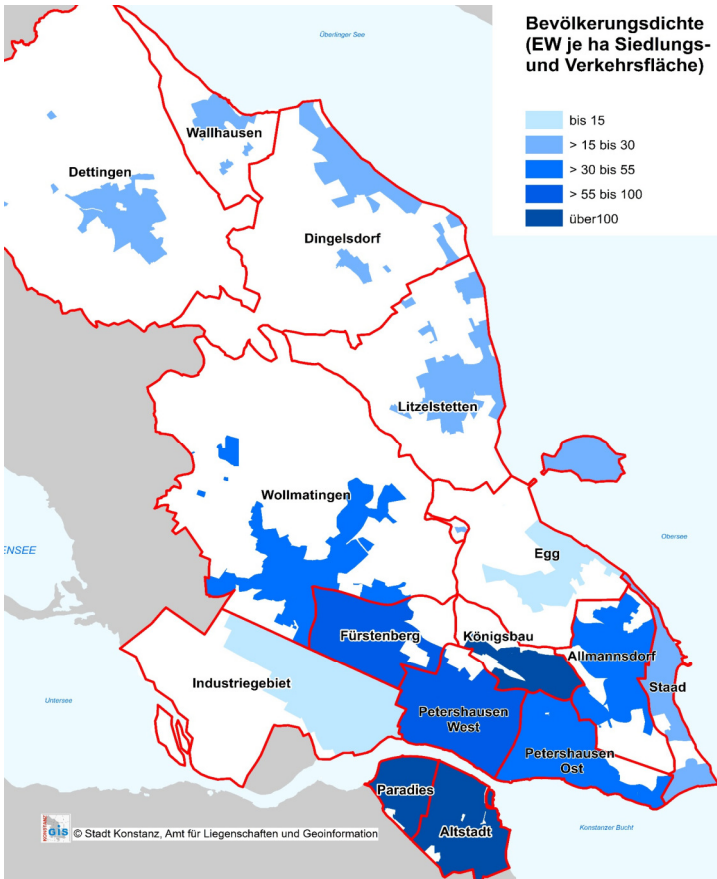 Bevölkerungsdichte
(EW je ha Siedlungs-
und Verkehrsfläche)
bis 15
> 15 bis 30
> 30 bis 55
> 55 bis 100
über100
Überlinger See
Wallhausen
Dettingen
Dingelsdorf
Litzelstetten
Wollmatingen
ENSEE
Obersee
Egg
Fürstenberg
Königsbau
Allmannsdorf
Industriegebiet
Staad
Untersee
Petershausen
West
Petershausen
Ost
Paradies
Altstadt
Konstanzer Bucht
KONSTANZ
GIS
© Stadt Konstanz, Amt für Liegenschaften und Geoinformation